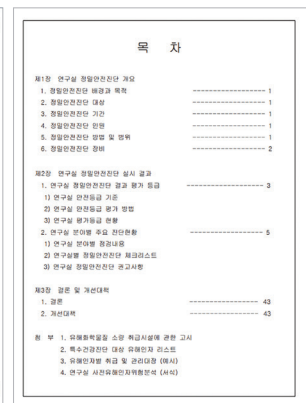 목 차
제1장 연구실 정밀안전진단 개요
1. 정밀안전진단 배경과 목적 ------------------ 1
2. 정밀안전진단 대상 ------------------ 1
3. 정밀안전진단 기간 ------------------ 1
4. 정밀안전진단 인원 ------------------ 1
5. 정밀안전진단 방법 및 범위 ------------------ 1
6. 정밀안전진단 장비 ------------------ 2
제2장 연구실 정밀안전진단 실시 결과
1. 연구실 정밀안전진단 결과 평가 등급 ------------------ 3
1) 연구실 안전등급 기준
2) 연구실 안전등급 평가 방법
3) 연구실 평가등급 현황
2. 연구실 분야별 주요 진단현황 ------------------ 5
1) 연구실 분야별 점검내용
2) 연구실별 정밀안전진단 체크리스트
3) 연구실 정밀안전진단 권고사항
제3장 결론 및 개선대책
1. 결론 ------------------ 43
2. 개선대책 ------------------ 43
첨 부 1. 유해화학물질 소량 취급시설에 관한 고시
2. 특수건강진단 대상 유해인자 리스트
3. 유해인자별 취급 및 관리대장 (예시)
4. 연구실 사전유해인자위험분석 (서식)